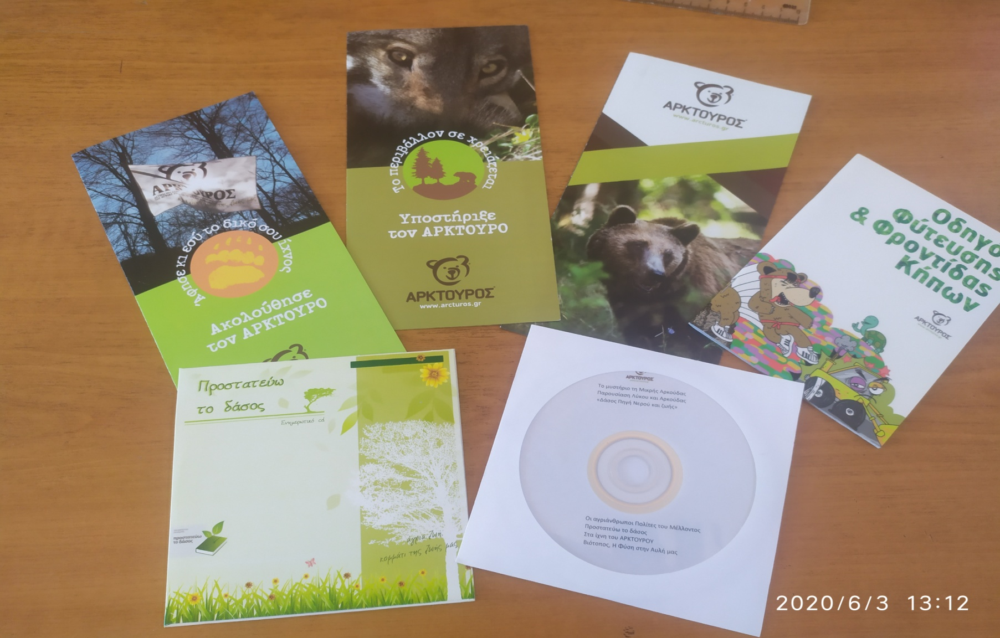 Άφησε κι εσύ το δικό σου ίχνος
Ακολούθησε
τον ΑΡΚΤΟΥΡΟ
Το περιβάλλον σε χρειάζεται
Υποστήριξε
τον ΑΡΚΤΟΥΡΟ
ΑΡΚΤΟΥΡΟΣ
www.arcturos.gr
ΑΡΚΤΟΥΡΟΣ
www.arcturos.gr
Οδηγό
Φύτευσης
& Φροντίδας
Κήπων
ΑΡΚΤΟΥΡΟΣ
Προστατεύω
το δάσος
Ενημερωτικό cd
προστατεύω
το δάσος
άγρια ζωή,
κομμάτι της ζωής μας
ΑΡΚΤΟΥΡΟΣ
Το μυστήριο τη Μικρής Αρκούδας
Παρουσίαση Λύκου και Αρκούδας
«Δάσος Πηγή Νερού και ζωής»
Οι αγριάνθρωποι Πολίτες του Μέλλοντος
Προστατεύω το δάσος
Στα ίχνη του ΑΡΚΤΟΥΡΟΥ
Βιότοπος, Η Φύση στην Αυλή μας
2020/6/3 13:12